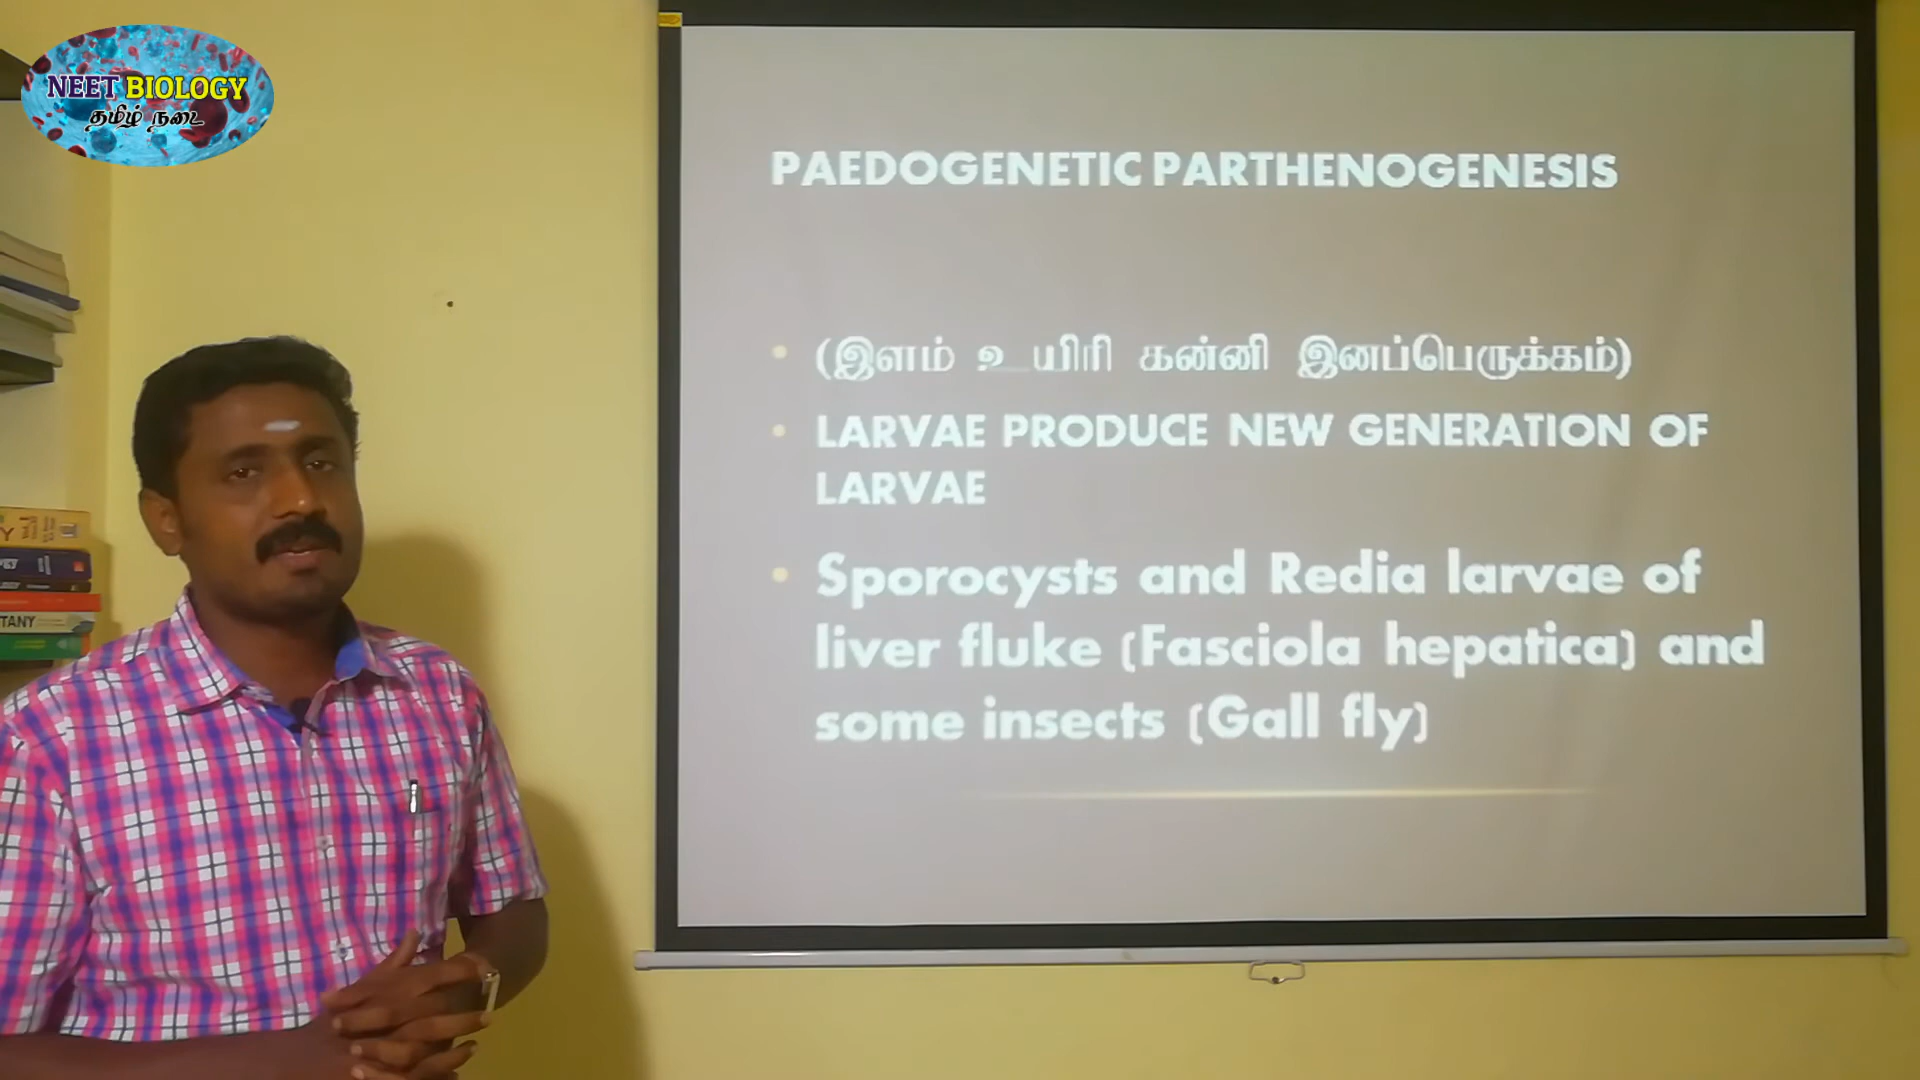 NEET BIOLOGY
தமிழ் நடை
PAEDOGENETIC PARTHENOGENESIS
• (இளம் உயிரி கன்னி இனப்பெருக்கம்)
• LARVAE PRODUCE NEW GENERATION OF
LARVAE
• Sporocysts and Redia larvae of
liver fluke (Fasciola hepatica) and
some insects (Gall fly)
TANY